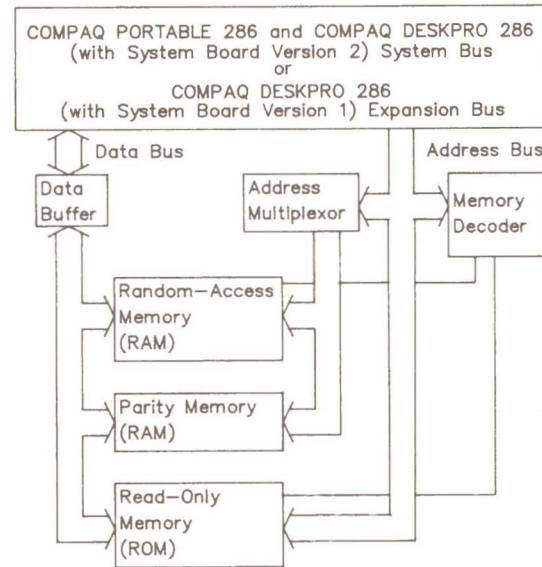 COMPAQ PORTABLE 286 and COMPAQ DESKPRO 286
(with System Board Version 2) System Bus
or
COMPAQ DESKPRO 286
(with System Board Version 1) Expansion Bus
Data Bus
Address Bus
Data
Buffer
Address
Multiplexor
Memory
Decoder
Random-Access
Memory
(RAM)
Parity Memory
(RAM)
Read-Only
Memory
(ROM)